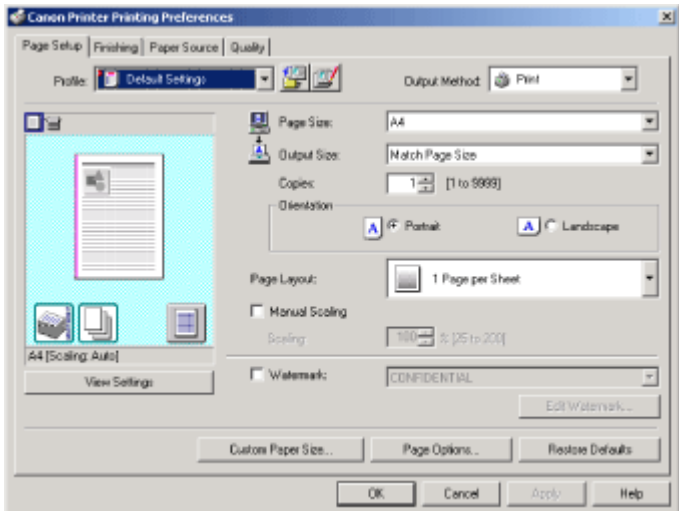 Canon Printer Printing Preferences
Page Setup Finishing Paper Source Quality
Profile: Default Settings Output Method: Print
Page Size: A4
Output Size: Match Page Size
Copies: 1 [1 to 9999]
Orientation
A Portrait A Landscape
Page Layout: 1 Page per Sheet
Manual Scaling
Scaling: 100 % [25 to 200]
A4 [Scaling: Auto]
View Settings
Watermark: CONFIDENTIAL
Edit Watermark...
Custom Paper Size... Page Options... Restore Defaults
OK Cancel Apply Help